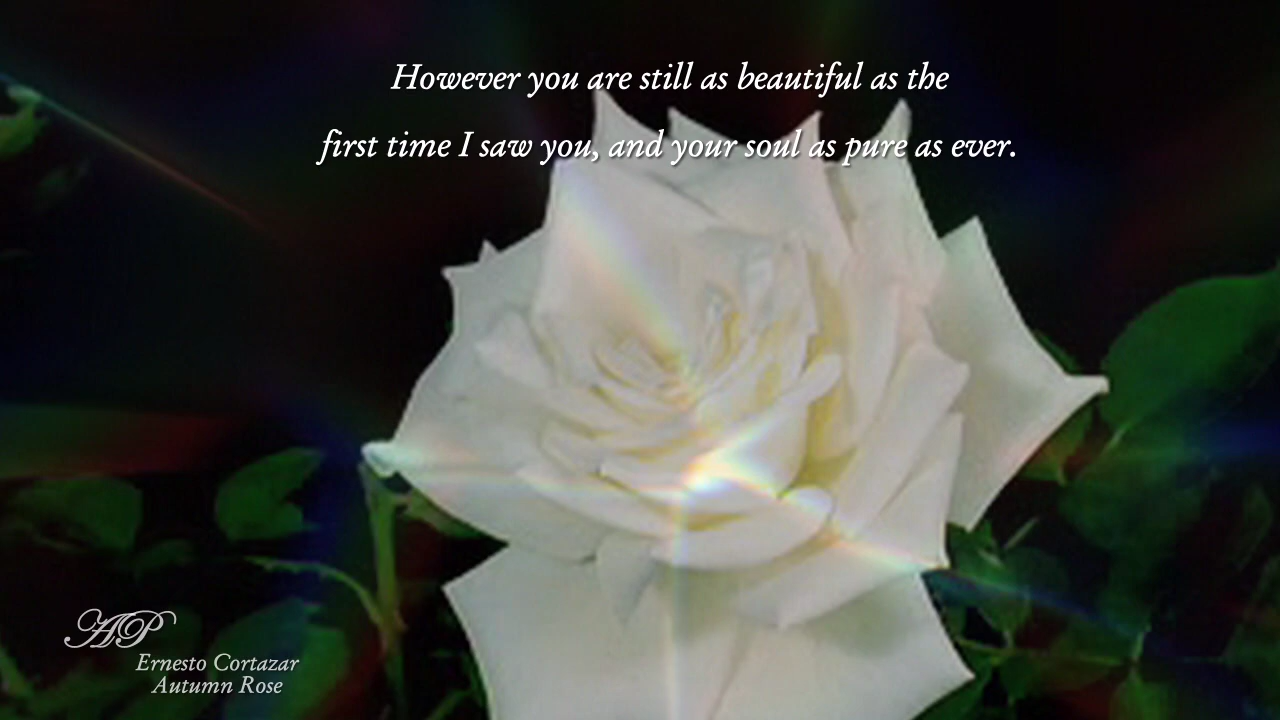 However you are still as beautiful as the
first time I saw you, and your soul as pure as ever.
AP
Ernesto Cortazar
Autumn Rose